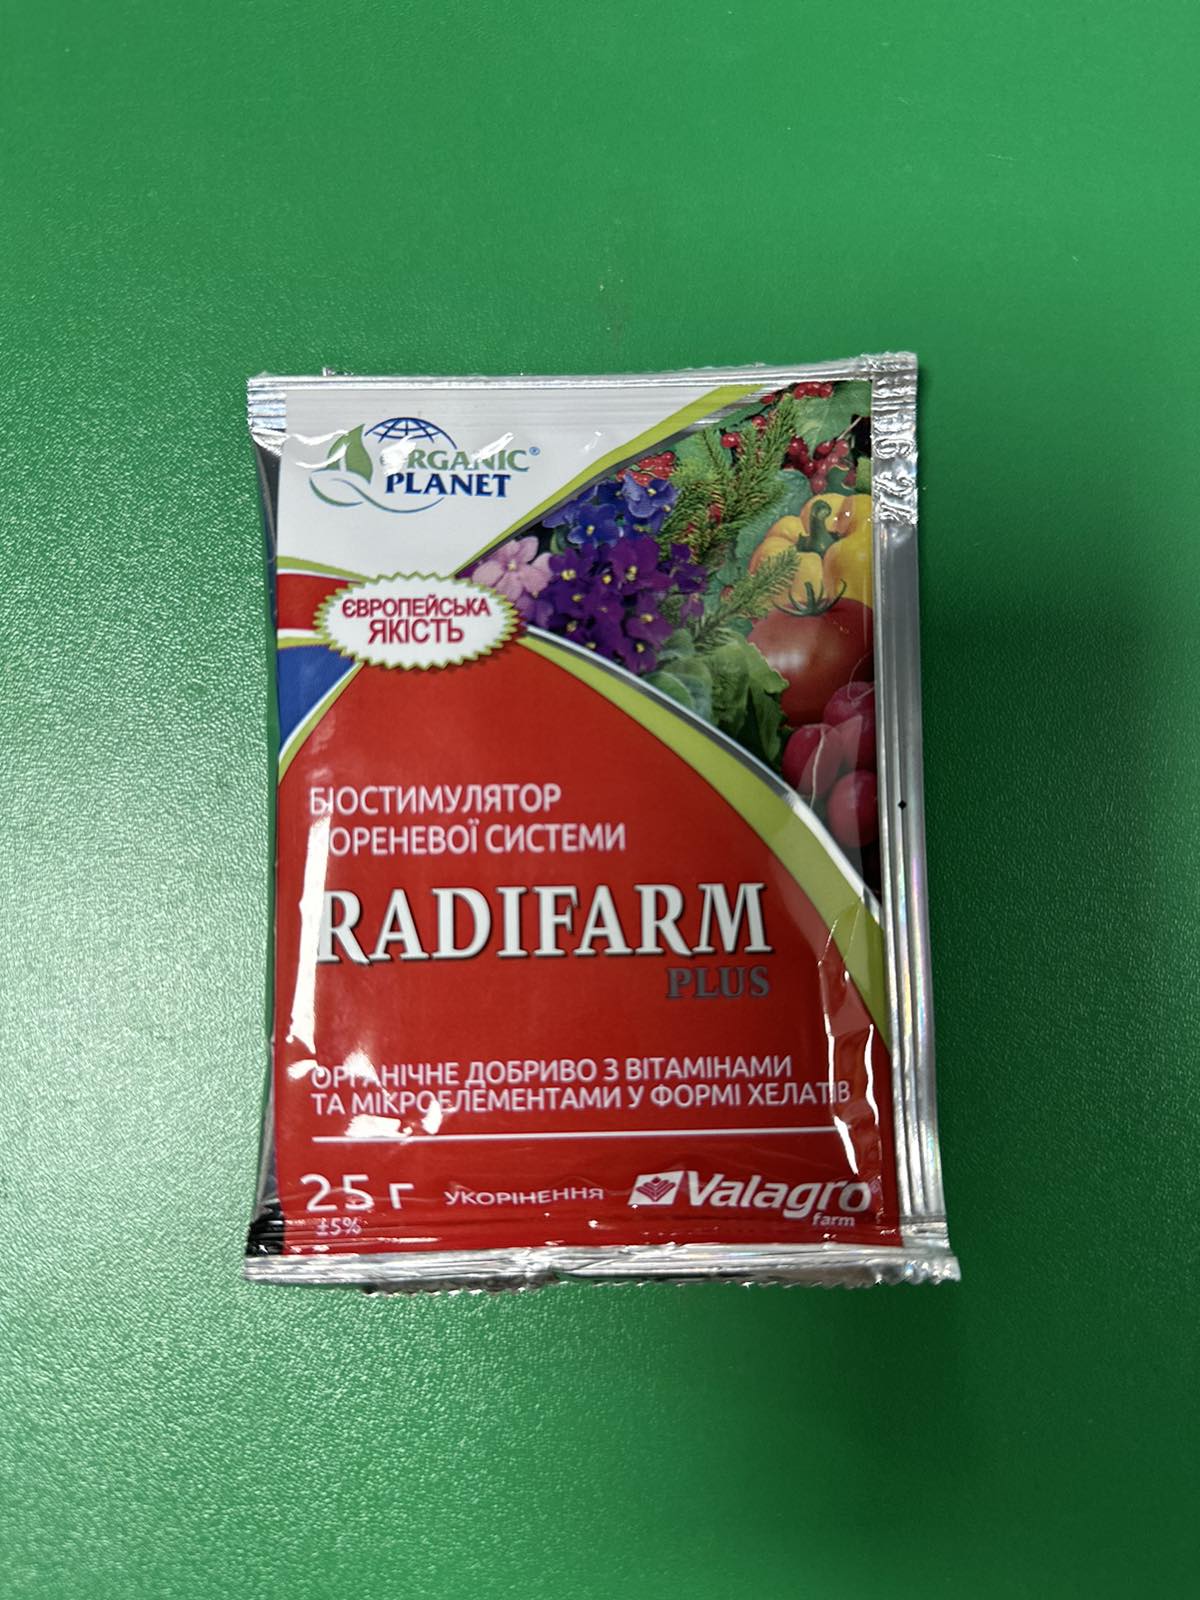 ORGANIC®
PLANET
ЄВРОПЕЙСЬКА
ЯКІСТЬ
БІОСТИМУЛЯТОР
КОРЕНЕВОЇ СИСТЕМИ
RADIFARM
PLUS
ОРГАНІЧНЕ ДОБРИВО З ВІТАМІНАМИ
ТА МІКРОЕЛЕМЕНТАМИ У ФОРМІ ХЕЛАТІВ
25 г УКОРІНЕННЯ Valagro
±5% farm